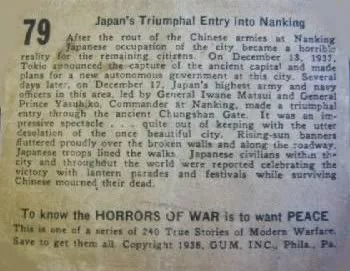 79
Japan's Triumphal Entry into Nanking
After the rout of the Chinese armies at Nanking
Japanese occupation of the city became a horrible
reality for the remaining citizens. On December 13, 1937,
Tokio announced the capture of the ancient capital and made
plans for a new autonomous government at this city. Several
days later, on December 17, Japan's highest army and navy
officers in this area, led by General Iwane Matsui and General
Prince Yasuhiko, Commander at Nanking, made a triumphal
entry through the ancient Chungshan Gate. It was an im-
pressive spectacle . . . quite out of keeping with the utter
desolation of the once beautiful city. Rising-sun banners
fluttered proudly over the broken walls and along the roadway.
Japanese troops lined the walks. Japanese civilians within the
city and throughout the world were reported celebrating the
victory with lantern parades and festivals while surviving
Chinese mourned their dead.
To know the HORRORS OF WAR is to want PEACE
This is one of a series of 240 True Stories of Modern Warfare.
Save to get them all. Copyright 1938, GUM, INC., Phila., Pa.